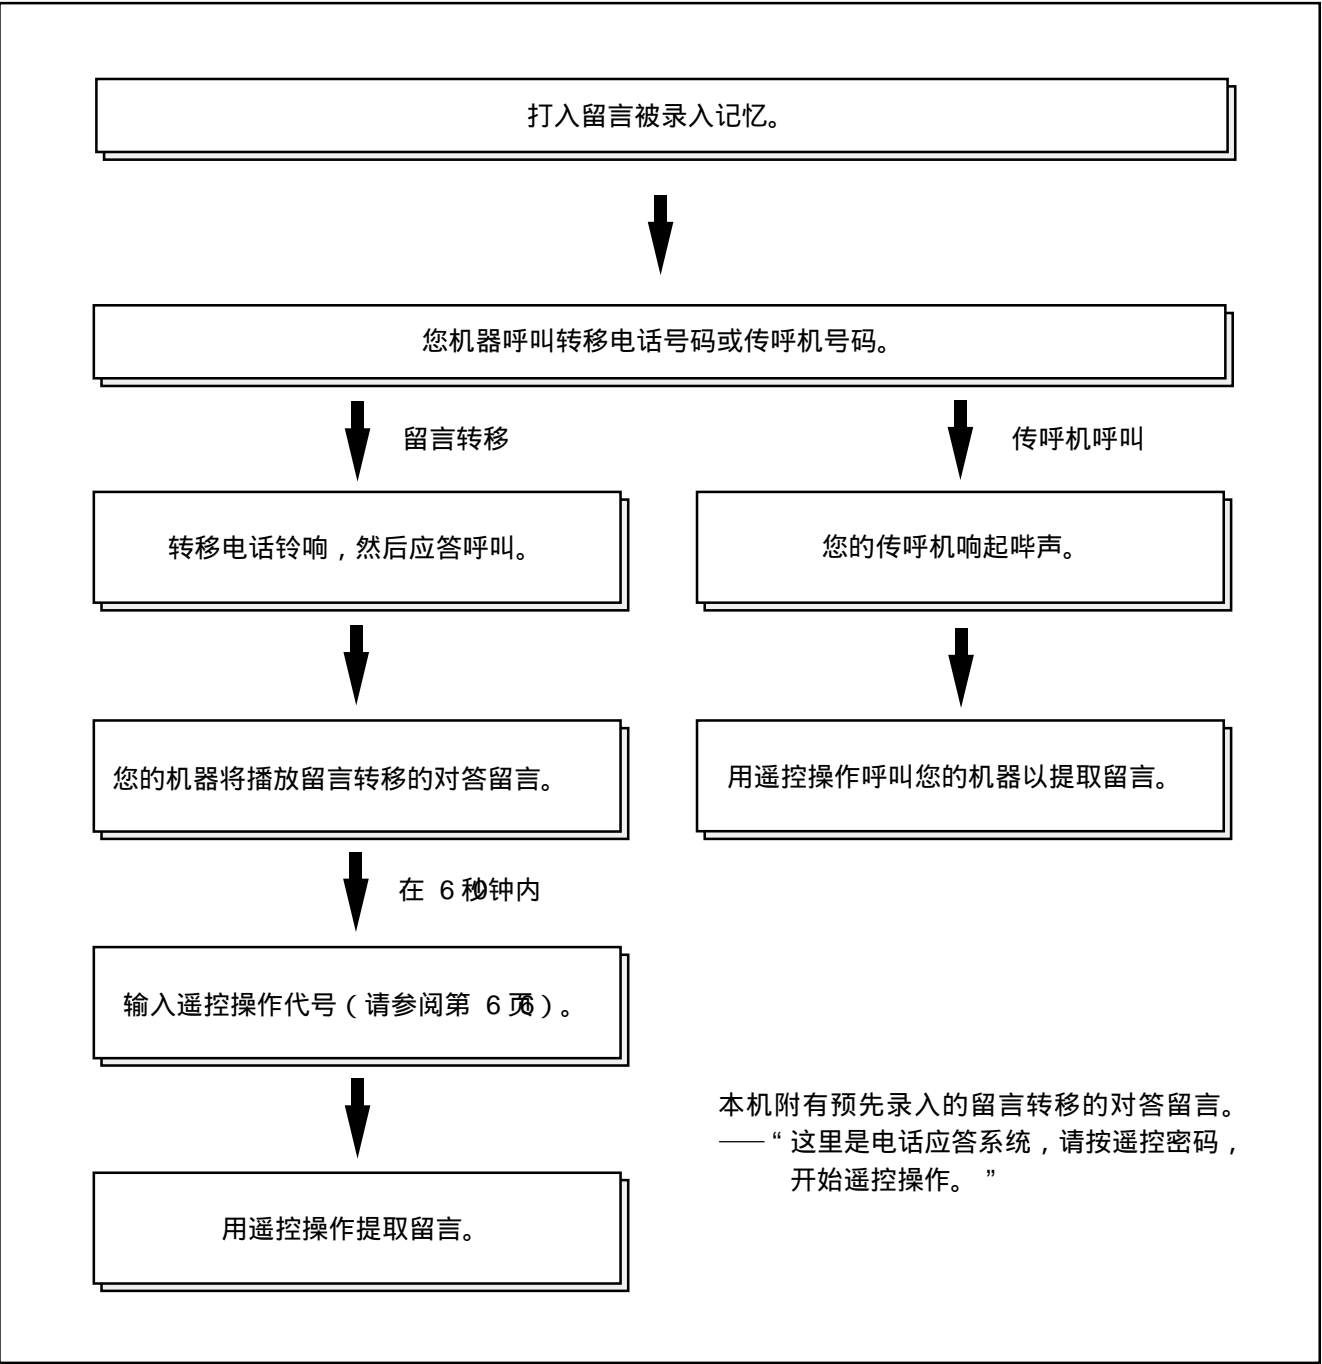 打入留言被录入记忆。
您机器呼叫转移电话号码或传呼机号码。
留言转移
传呼机呼叫
转移电话铃响，然后应答呼叫。
您的传呼机响起哔声。
您的机器将播放留言转移的对答留言。
用遥控操作呼叫您的机器以提取留言。
在 60秒钟内
输入遥控操作代号（请参阅第 66页）。
用遥控操作提取留言。
本机附有预先录入的留言转移的对答留言。
——“ 这里是电话应答系统，请按遥控密码，
开始遥控操作。 ”